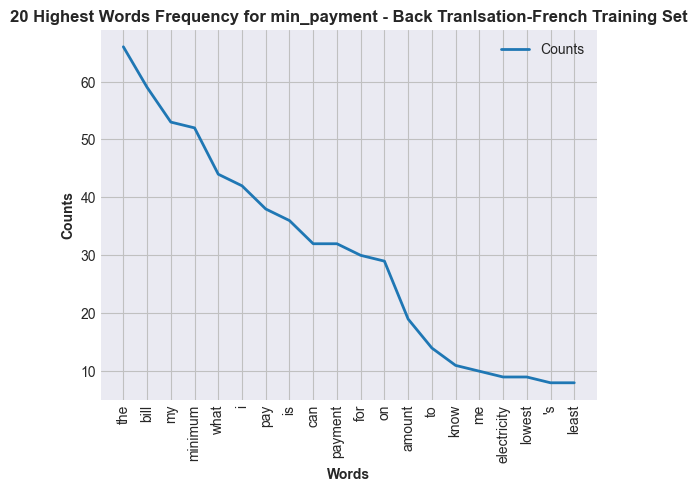 20 Highest Words Frequency for min_payment - Back Tranlsation-French Training Set
Counts
60
50
40
30
20
10
Counts
the
bill
my
minimum
what
i
pay
is
can
payment
for
on
amount
to
know
me
electricity
lowest
's
least
Words